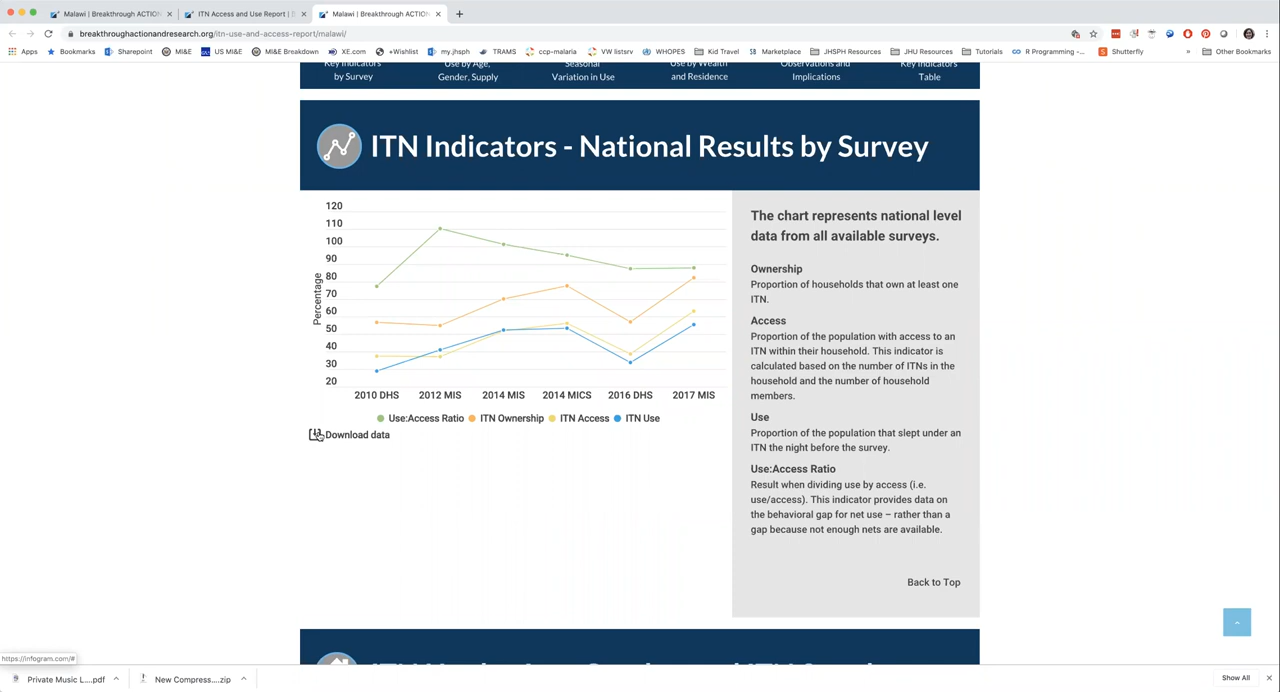 Malawi | Breakthrough ACTION
ITN Access and Use Report | B
Malawi | Breakthrough ACTION
breakthroughactionandresearch.org/itn-use-and-access-report/malawi/
Apps Bookmarks Sharepoint MI&E US MI&E MI&E Breakdown XE.com +Wishlist my.jhsph TRAMS ccp-malaria VW listsrv WHOPES Kid Travel Marketplace JHSPH Resources JHU Resources Tutorials R Programming -... Shutterfly » Other Bookmarks
Key Indicators
by Survey
Use by Age,
Gender, Supply
Seasonal
Variation in Use
Use by Wealth
and Residence
Observations and
Implications
Key Indicators
Table
ITN Indicators - National Results by Survey
120
110
100
90
80
70
60
50
40
30
20
Percentage
2010 DHS 2012 MIS 2014 MIS 2014 MICS 2016 DHS 2017 MIS
Use:Access Ratio ITN Ownership ITN Access ITN Use
Download data
The chart represents national level
data from all available surveys.
Ownership
Proportion of households that own at least one
ITN.
Access
Proportion of the population with access to an
ITN within their household. This indicator is
calculated based on the number of ITNs in the
household and the number of household
members.
Use
Proportion of the population that slept under an
ITN the night before the survey.
Use:Access Ratio
Result when dividing use by access (i.e.
use/access). This indicator provides data on
the behavioral gap for net use – rather than a
gap because not enough nets are available.
Back to Top
https://infogram.com/#
Private Music L....pdf
New Compress....zip
Show All